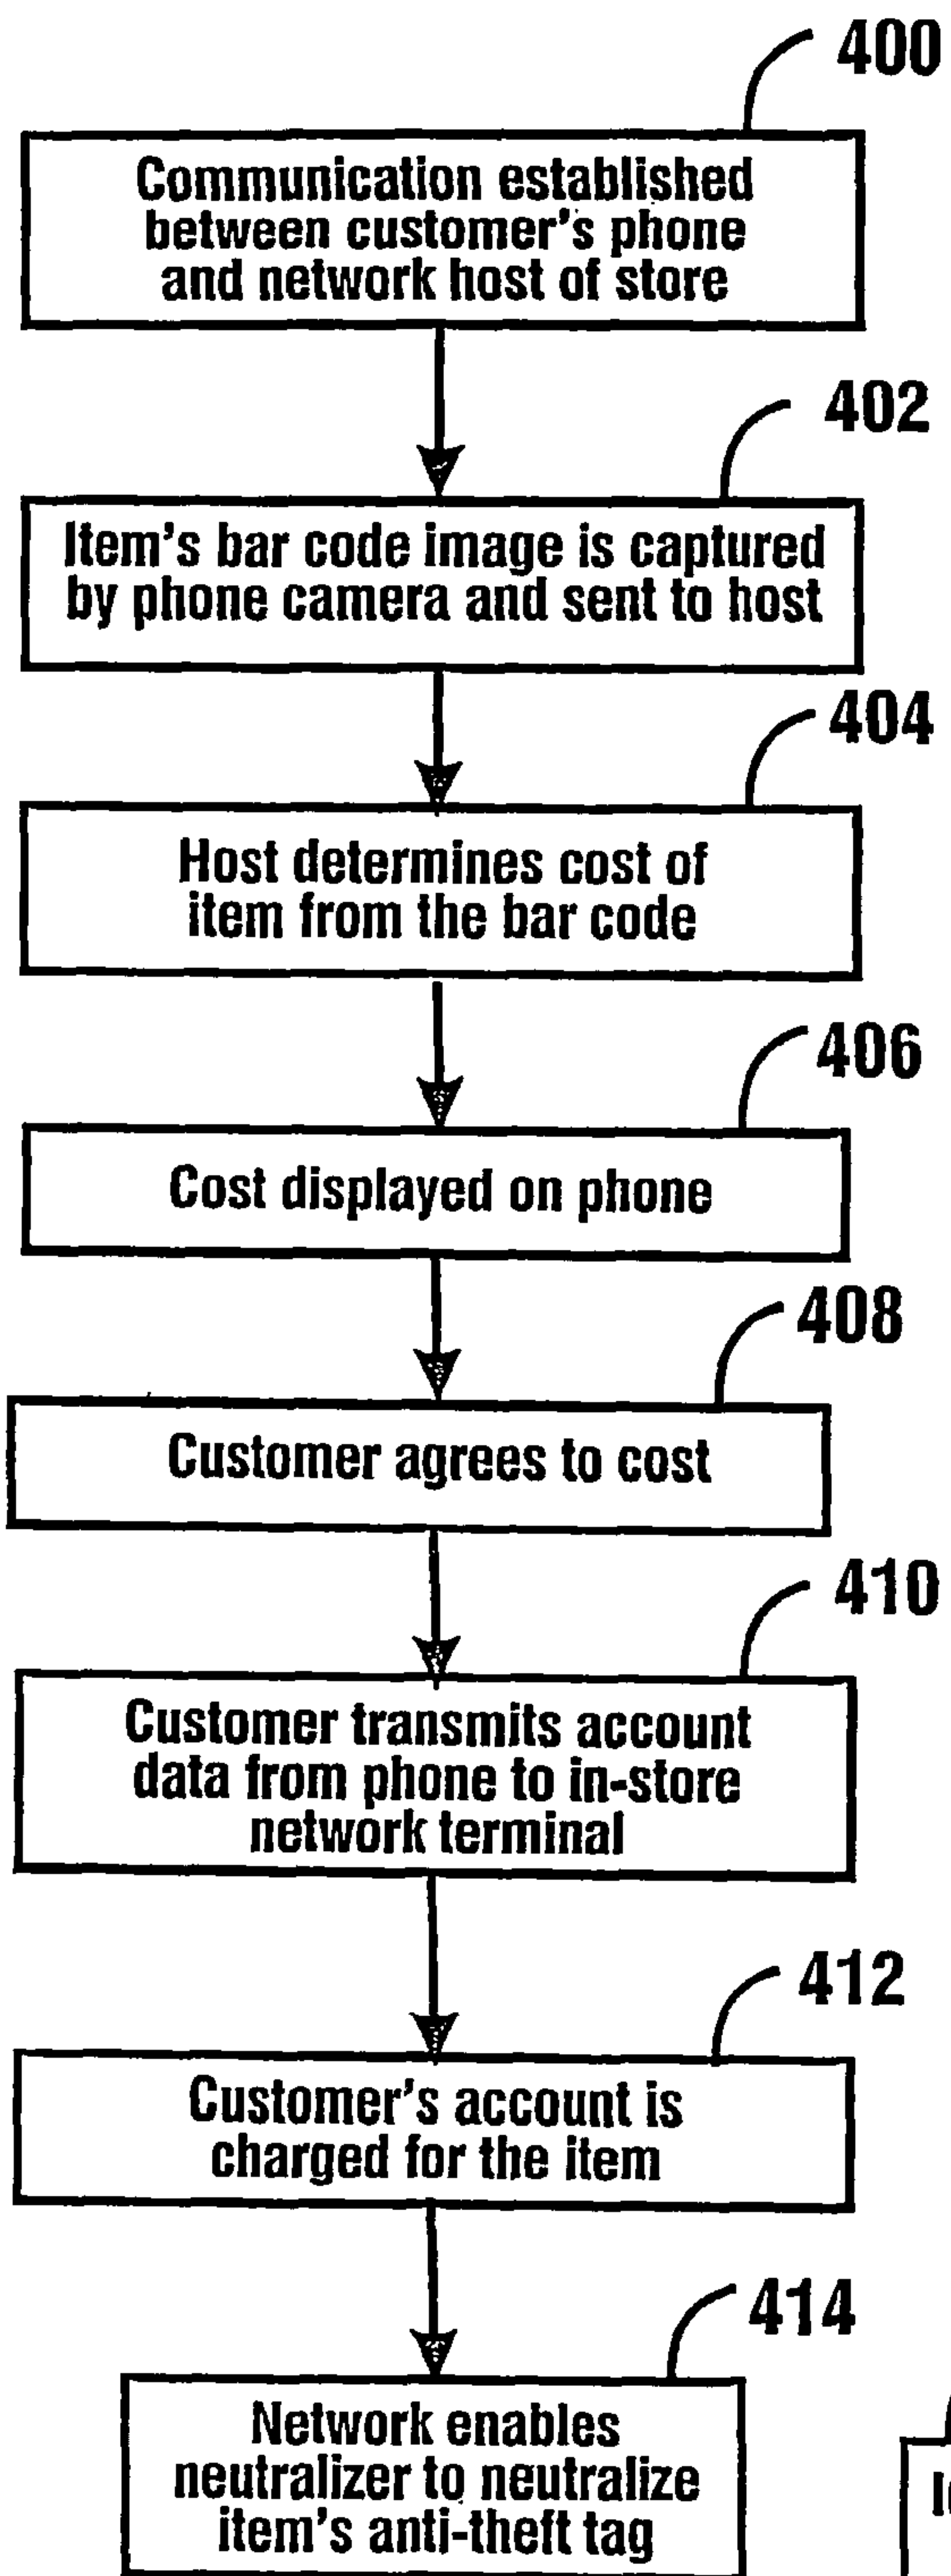 400
Communication established
between customer's phone
and network host of store
402
Item's bar code image is captured
by phone camera and sent to host
404
Host determines cost of
item from the bar code
406
Cost displayed on phone
408
Customer agrees to cost
410
Customer transmits account
data from phone to in-store
network terminal
412
Customer's account is
charged for the item
414
Network enables
neutralizer to neutralize
item's anti-theft tag